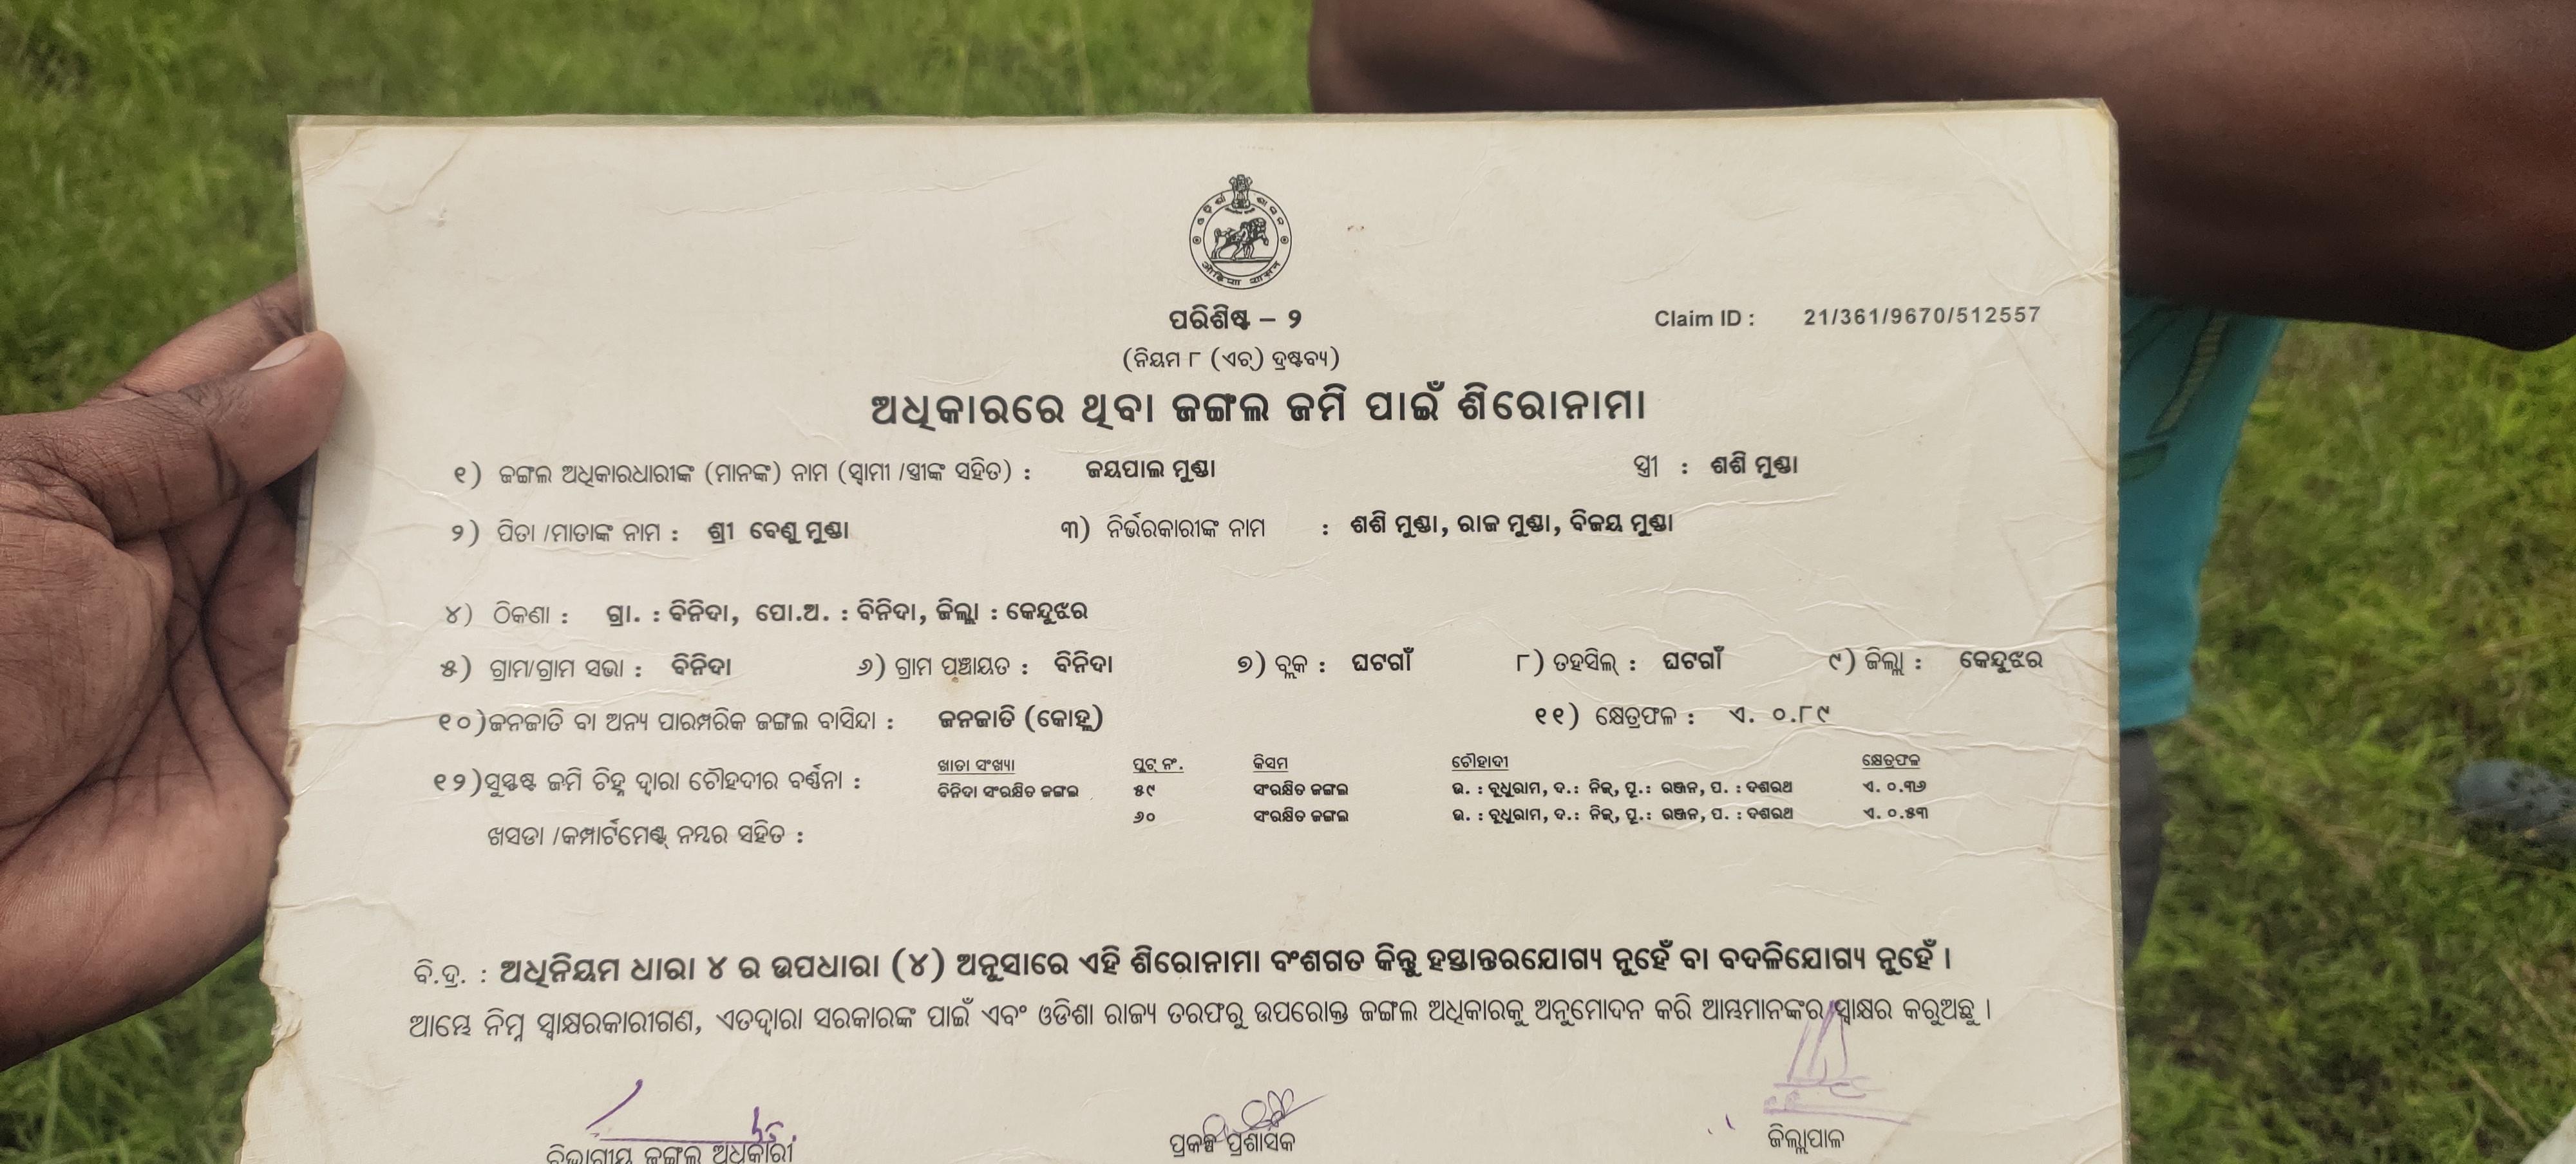 ଓଡ଼ିଶା ଶାସନ
ओड़िशा शासन
ପରିଶିଷ୍ଟ – ୨
Claim ID : 21/361/9670/512557
(ନିୟମ ୮ (ଏଚ୍) ଦ୍ରଷ୍ଟବ୍ୟ)
ଅଧିକାରରେ ଥିବା ଜଙ୍ଗଲ ଜମି ପାଇଁ ଶିରୋନାମା
୧) ଜଙ୍ଗଲ ଅଧିକାରଧାରୀଙ୍କ (ମାନଙ୍କ) ନାମ (ସ୍ୱାମୀ /ସ୍ତ୍ରୀଙ୍କ ସହିତ) : ଜୟପାଲ ମୁଣ୍ଡା ସ୍ତ୍ରୀ : ଶଶି ମୁଣ୍ଡା
୨) ପିତା /ମାତାଙ୍କ ନାମ : ଶ୍ରୀ ବେଣୁ ମୁଣ୍ଡା ୩) ନିର୍ଭରକାରୀଙ୍କ ନାମ : ଶଶି ମୁଣ୍ଡା, ରାଜ ମୁଣ୍ଡା, ବିଜୟ ମୁଣ୍ଡା
୪) ଠିକଣା : ଗ୍ରା. : ବିନିଦା, ପୋ.ଅ. : ବିନିଦା, ଜିଲ୍ଲା : କେନ୍ଦୁଝର
୫) ଗ୍ରାମ/ଗ୍ରାମ ସଭା : ବିନିଦା ୬) ଗ୍ରାମ ପଞ୍ଚାୟତ : ବିନିଦା ୭) ବ୍ଲକ : ଘଟଗାଁ ୮) ତହସିଲ୍ : ଘଟଗାଁ ୯) ଜିଲ୍ଲା : କେନ୍ଦୁଝର
୧୦)ଜନଜାତି ବା ଅନ୍ୟ ପାରମ୍ପରିକ ଜଙ୍ଗଲ ବାସିନ୍ଦା : ଜନଜାତି (କୋହ୍ଲ) ୧୧) କ୍ଷେତ୍ରଫଳ : ଏ. ୦.୮୯
୧୨)ସୁସ୍ପଷ୍ଟ ଜମି ଚିହ୍ନ ଦ୍ୱାରା ଚୌହଦୀର ବର୍ଣ୍ଣନା : ଖାତା ସଂଖ୍ୟା ପ୍ଲଟ୍ ନଂ. କିସମ ଚୌହାଦୀ କ୍ଷେତ୍ରଫଳ
ବିନିଦା ସଂରକ୍ଷିତ ଜଙ୍ଗଲ ୫୯ ସଂରକ୍ଷିତ ଜଙ୍ଗଲ ଉ. : ବୁଧୁରାମ, ଦ.: ନିଜ୍, ପୂ.: ରଞ୍ଜନ, ପ. : ଦଶରଥ ଏ. ୦.୩୬
୬୦ ସଂରକ୍ଷିତ ଜଙ୍ଗଲ ଉ. : ବୁଧୁରାମ, ଦ.: ନିଜ୍, ପୂ.: ରଞ୍ଜନ, ପ. : ଦଶରଥ ଏ. ୦.୫୩
ଖସଡା /କମ୍ପାର୍ଟମେଣ୍ଟ୍ ନମ୍ବର ସହିତ :
ବି.ଦ୍ର. : ଅଧିନିୟମ ଧାରା ୪ ର ଉପଧାରା (୪) ଅନୁସାରେ ଏହି ଶିରୋନାମା ବଂଶଗତ କିନ୍ତୁ ହସ୍ତାନ୍ତରଯୋଗ୍ୟ ନୁହେଁ ବା ବଦଳିଯୋଗ୍ୟ ନୁହେଁ ।
ଆମ୍ଭେ ନିମ୍ନ ସ୍ୱାକ୍ଷରକାରୀଗଣ, ଏତଦ୍ୱାରା ସରକାରଙ୍କ ପାଇଁ ଏବଂ ଓଡିଶା ରାଜ୍ୟ ତରଫରୁ ଉପରୋକ୍ତ ଜଙ୍ଗଲ ଅଧିକାରକୁ ଅନୁମୋଦନ କରି ଆମ୍ଭମାନଙ୍କର ସ୍ୱାକ୍ଷର କରୁଅଛୁ ।
ବିଭାଗୀୟ ଜଙ୍ଗଲ ଅଧିକାରୀ ପ୍ରକଳ୍ପ ପ୍ରଶାସକ ଜିଲ୍ଲାପାଳ